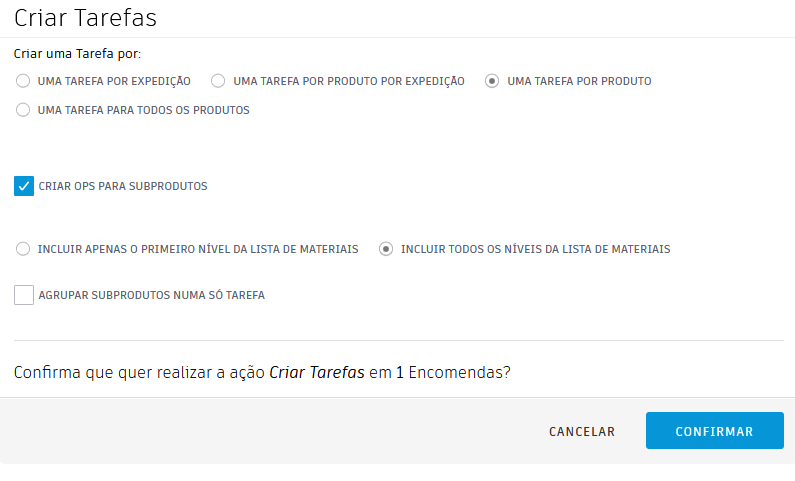 Criar Tarefas
Criar uma Tarefa por:
UMA TAREFA POR EXPEDIÇÃO UMA TAREFA POR PRODUTO POR EXPEDIÇÃO UMA TAREFA POR PRODUTO
UMA TAREFA PARA TODOS OS PRODUTOS
CRIAR OPS PARA SUBPRODUTOS
INCLUIR APENAS O PRIMEIRO NÍVEL DA LISTA DE MATERIAIS INCLUIR TODOS OS NÍVEIS DA LISTA DE MATERIAIS
AGRUPAR SUBPRODUTOS NUMA SÓ TAREFA
Confirma que quer realizar a ação Criar Tarefas em 1 Encomendas?
CANCELAR CONFIRMAR